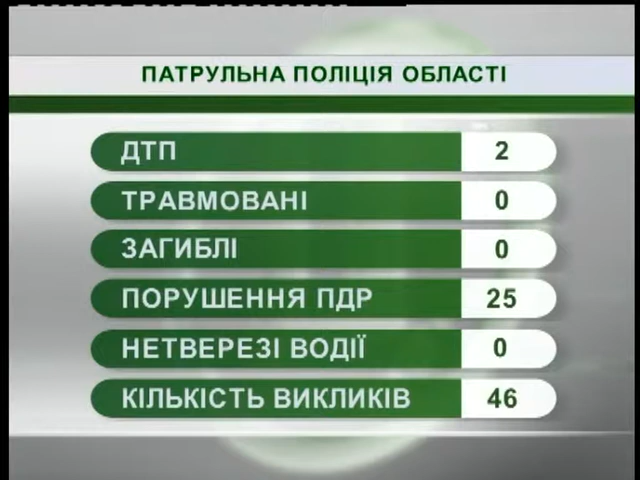 ПАТРУЛЬНА ПОЛІЦІЯ ОБЛАСТІ
ДТП 2
ТРАВМОВАНІ 0
ЗАГИБЛІ 0
ПОРУШЕННЯ ПДР 25
НЕТВЕРЕЗІ ВОДІЇ 0
КІЛЬКІСТЬ ВИКЛИКІВ 46